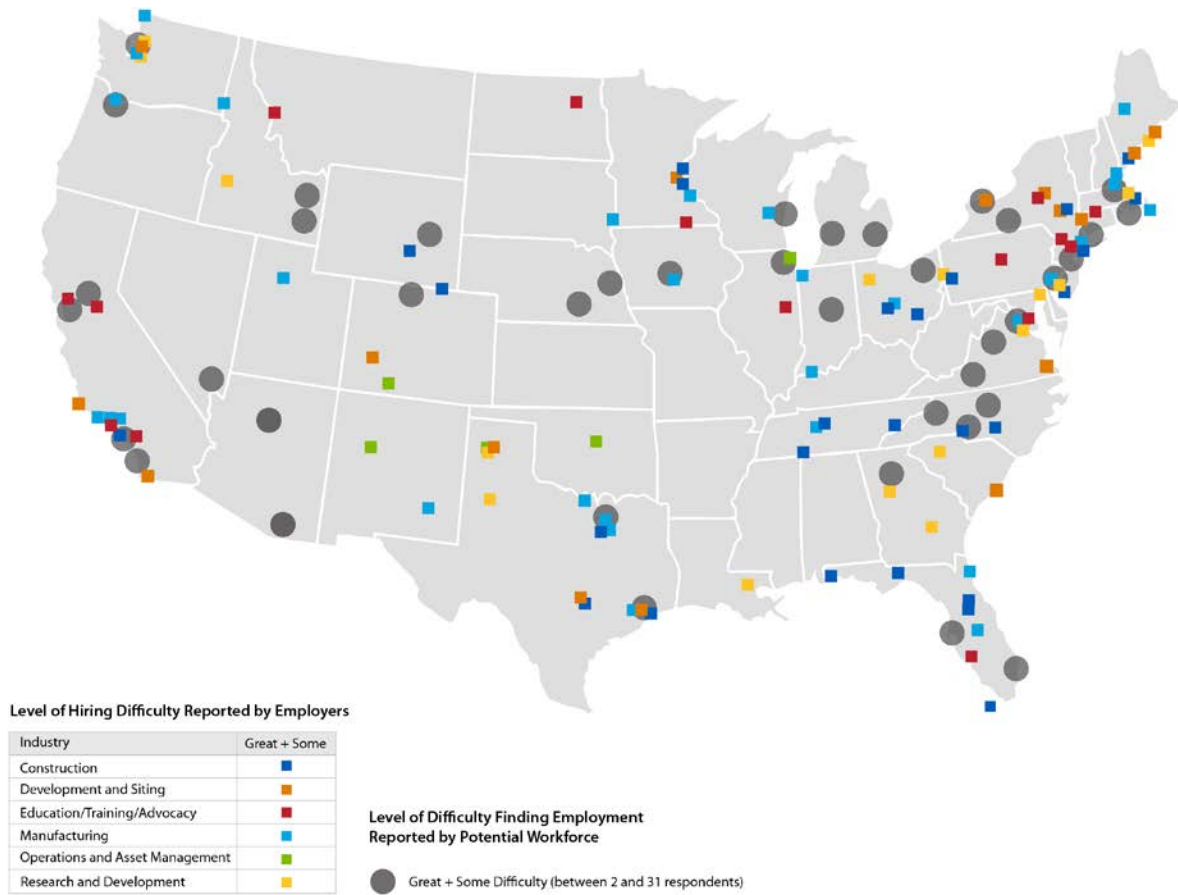 Level of Hiring Difficulty Reported by Employers
Industry Great + Some
Construction
Development and Siting
Education/Training/Advocacy
Manufacturing
Operations and Asset Management
Research and Development
Level of Difficulty Finding Employment
Reported by Potential Workforce
Great + Some Difficulty (between 2 and 31 respondents)